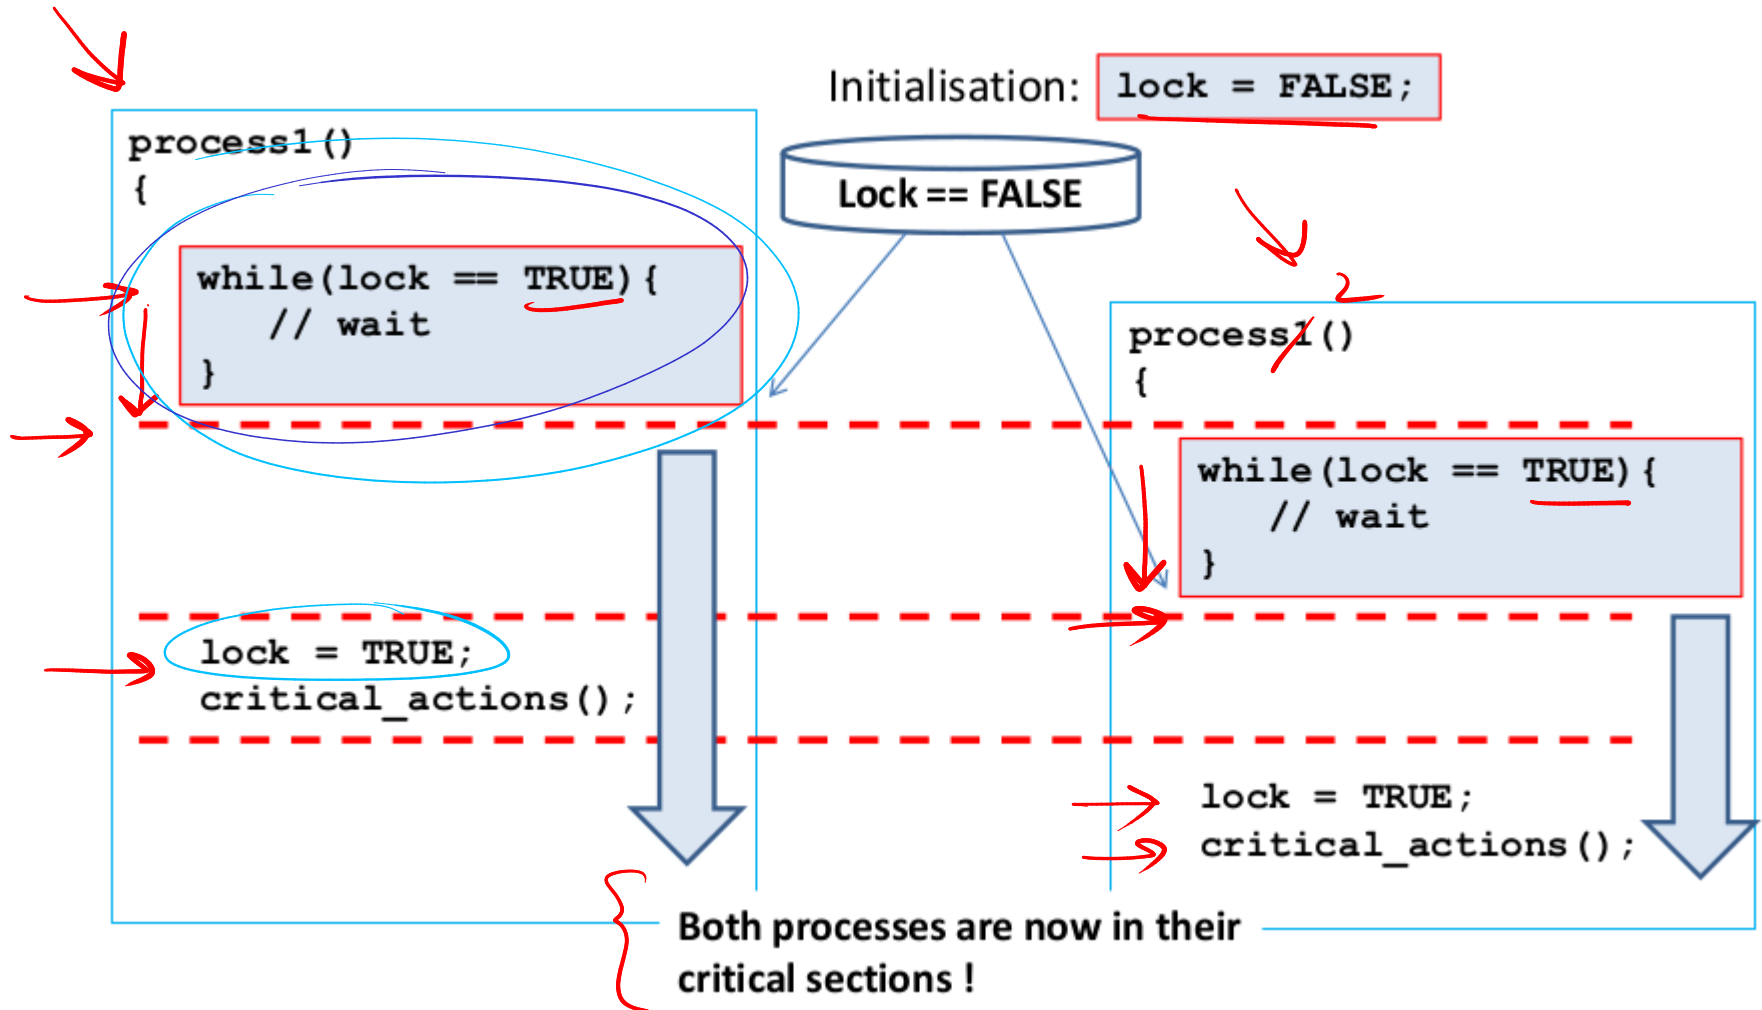 Initialisation: lock = FALSE;
Lock == FALSE
process1()
{
while(lock == TRUE){
// wait
}
lock = TRUE;
critical_actions();
2
process1()
{
while(lock == TRUE){
// wait
}
lock = TRUE;
critical_actions();
Both processes are now in their
critical sections !